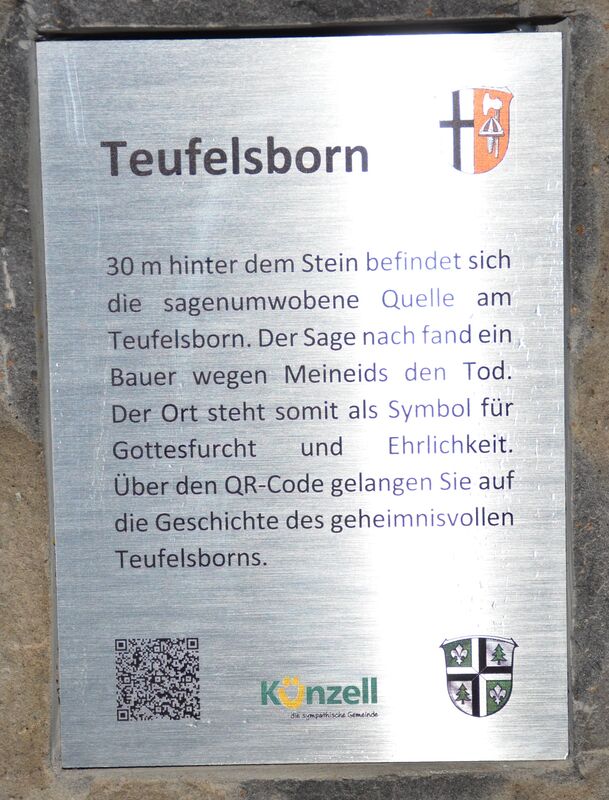 Teufelsborn
30 m hinter dem Stein befindet sich
die sagenumwobene Quelle am
Teufelsborn. Der Sage nach fand ein
Bauer wegen Meineids den Tod.
Der Ort steht somit als Symbol für
Gottesfurcht und Ehrlichkeit.
Über den QR-Code gelangen Sie auf
die Geschichte des geheimnisvollen
Teufelsborns.
Künzell
die sympathische Gemeinde